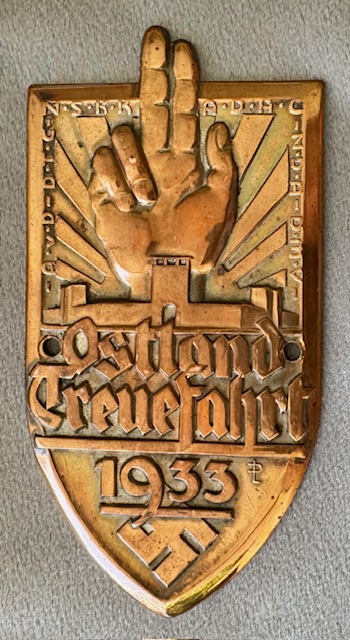 N·S·K·K A·D·A·C
Ostland
Treuefahrt
1933